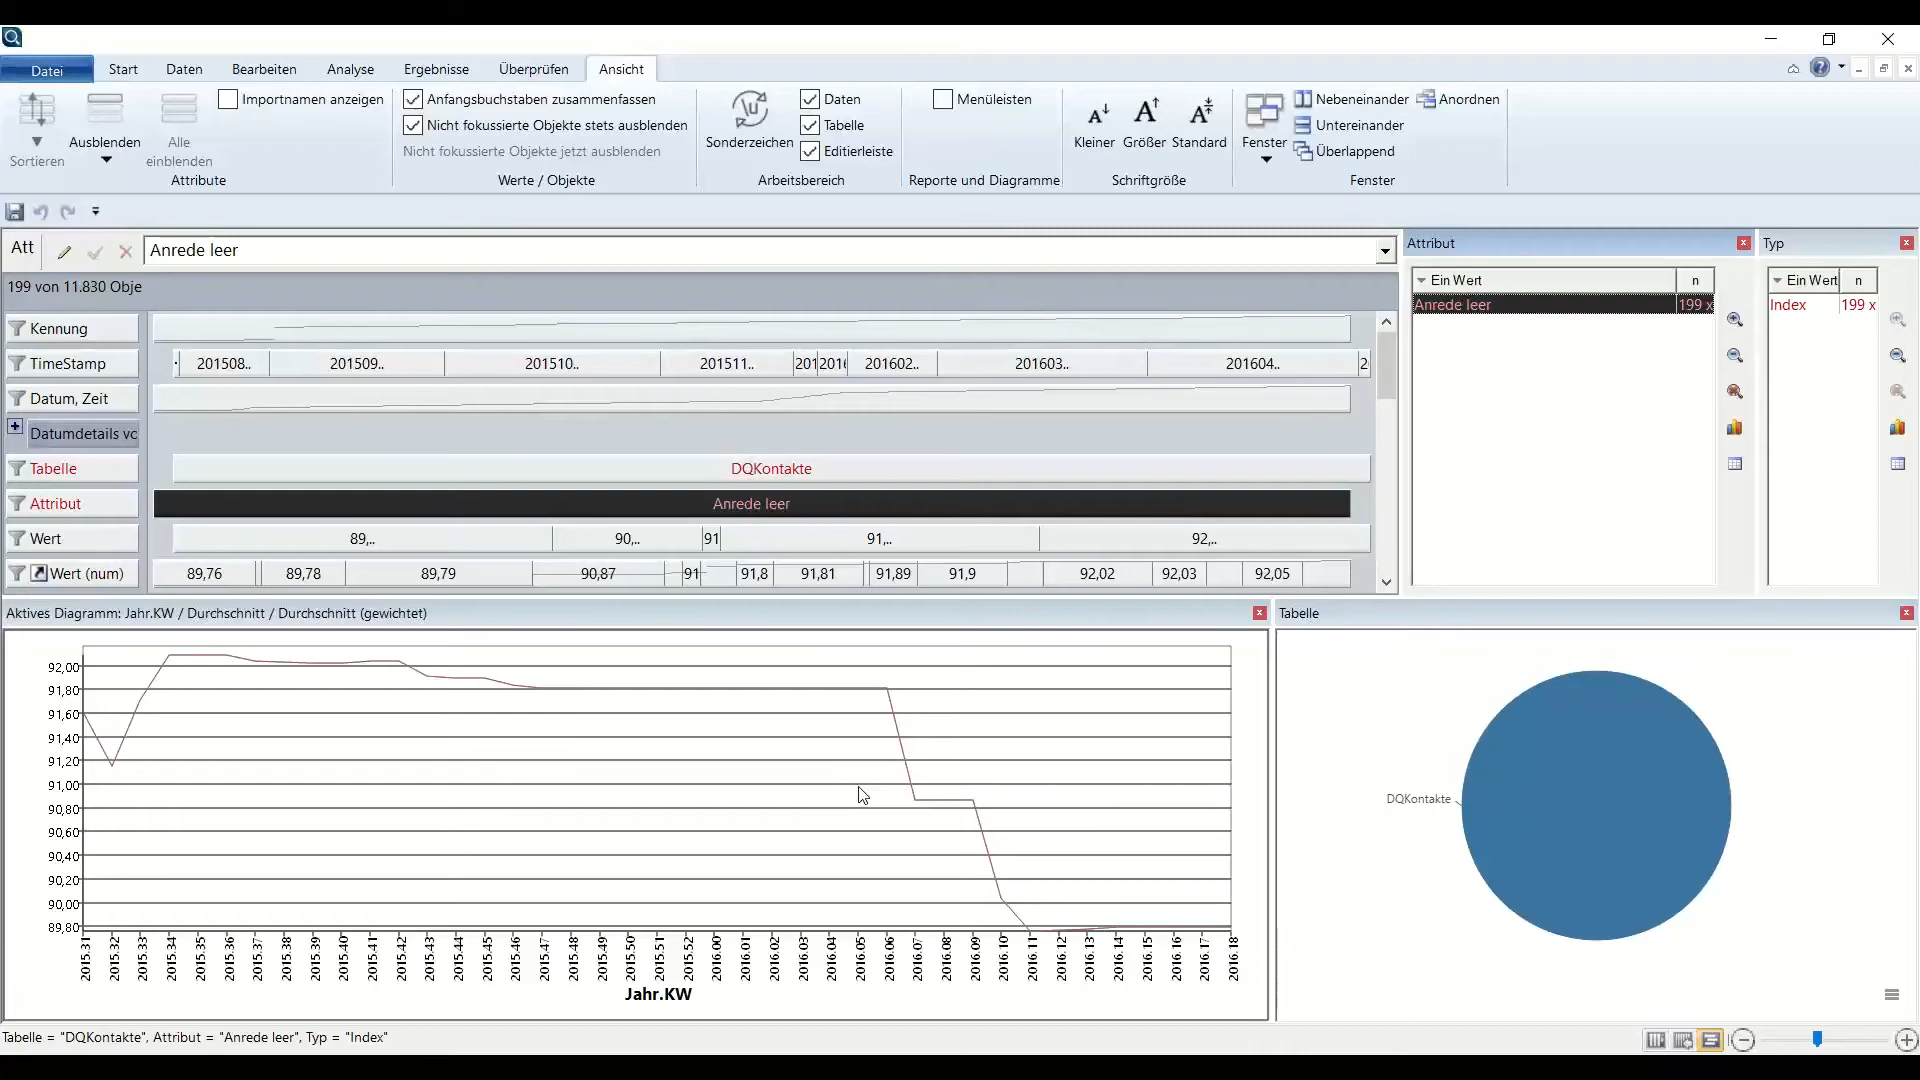 Datei Start Daten Bearbeiten Analyse Ergebnisse Überprüfen Ansicht
Sortieren
Ausblenden
Alle
einblenden
Importnamen anzeigen
Attribute
Anfangsbuchstaben zusammenfassen
Nicht fokussierte Objekte stets ausblenden
Nicht fokussierte Objekte jetzt ausblenden
Werte / Objekte
Sonderzeichen
Daten
Tabelle
Editierleiste
Arbeitsbereich
Menüleisten
Reporte und Diagramme
Kleiner Größer Standard
Schriftgröße
Fenster
Nebeneinander Anordnen
Untereinander
Überlappend
Fenster
Att Anrede leer
199 von 11.830 Obje
Kennung
TimeStamp 201508.. 201509.. 201510.. 201511.. 201602.. 201603.. 201604..
Datum, Zeit
Datumdetails vc
Tabelle DQKontakte
Attribut Anrede leer
Wert 89,.. 90,.. 91 91,.. 92,..
Wert (num) 89,76 89,78 89,79 90,87 91 91,8 91,81 91,89 91,9 92,02 92,03 92,05
Attribut
Ein Wert n
Anrede leer 199 x
Typ
Ein Wert n
Index 199 x
Aktives Diagramm: Jahr.KW / Durchschnitt / Durchschnitt (gewichtet)
92,00
91,80
91,60
91,40
91,20
91,00
90,80
90,60
90,40
90,20
90,00
89,80
2015.31 2015.32 2015.33 2015.34 2015.35 2015.36 2015.37 2015.38 2015.39 2015.40 2015.41 2015.42 2015.43 2015.44 2015.45 2015.46 2015.47 2015.48 2015.49 2015.50 2015.51 2015.52 2016.00 2016.01 2016.02 2016.03 2016.04 2016.05 2016.06 2016.07 2016.08 2016.09 2016.10 2016.11 2016.12 2016.13 2016.14 2016.15 2016.16 2016.17 2016.18
Jahr.KW
Tabelle
DQKontakte
Tabelle = "DQKontakte", Attribut = "Anrede leer", Typ = "Index"